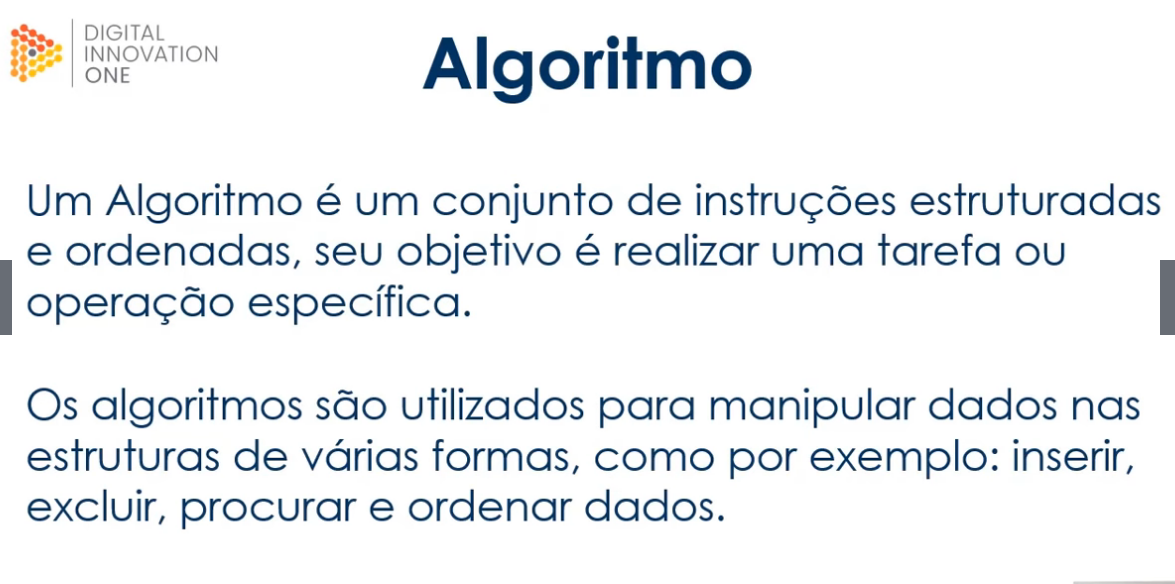 DIGITAL
INNOVATION
ONE
Algoritmo
Um Algoritmo é um conjunto de instruções estruturadas
e ordenadas, seu objetivo é realizar uma tarefa ou
operação específica.
Os algoritmos são utilizados para manipular dados nas
estruturas de várias formas, como por exemplo: inserir,
excluir, procurar e ordenar dados.